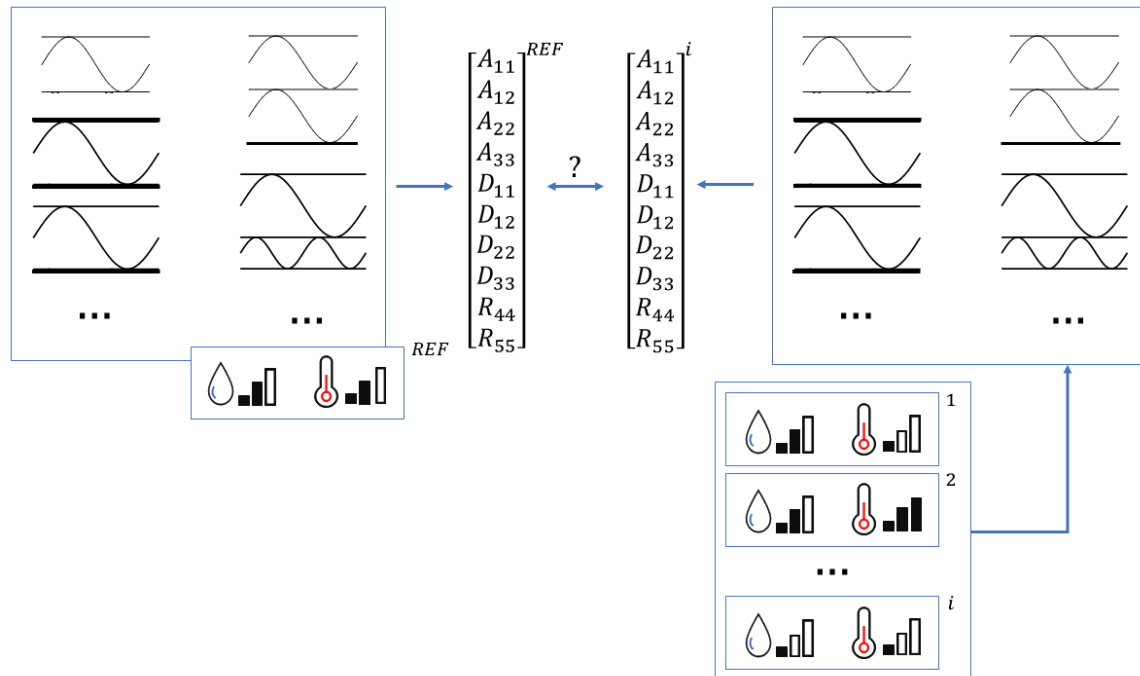 REF
i
A₁₁ A₁₁
A₁₂ A₁₂
A₂₂ A₂₂
A₃₃ A₃₃
?
D₁₁ D₁₁
D₁₂ D₁₂
D₂₂ D₂₂
D₃₃ D₃₃
R₄₄ R₄₄
R₅₅ R₅₅
... ... ... ...
REF
1
2
...
i